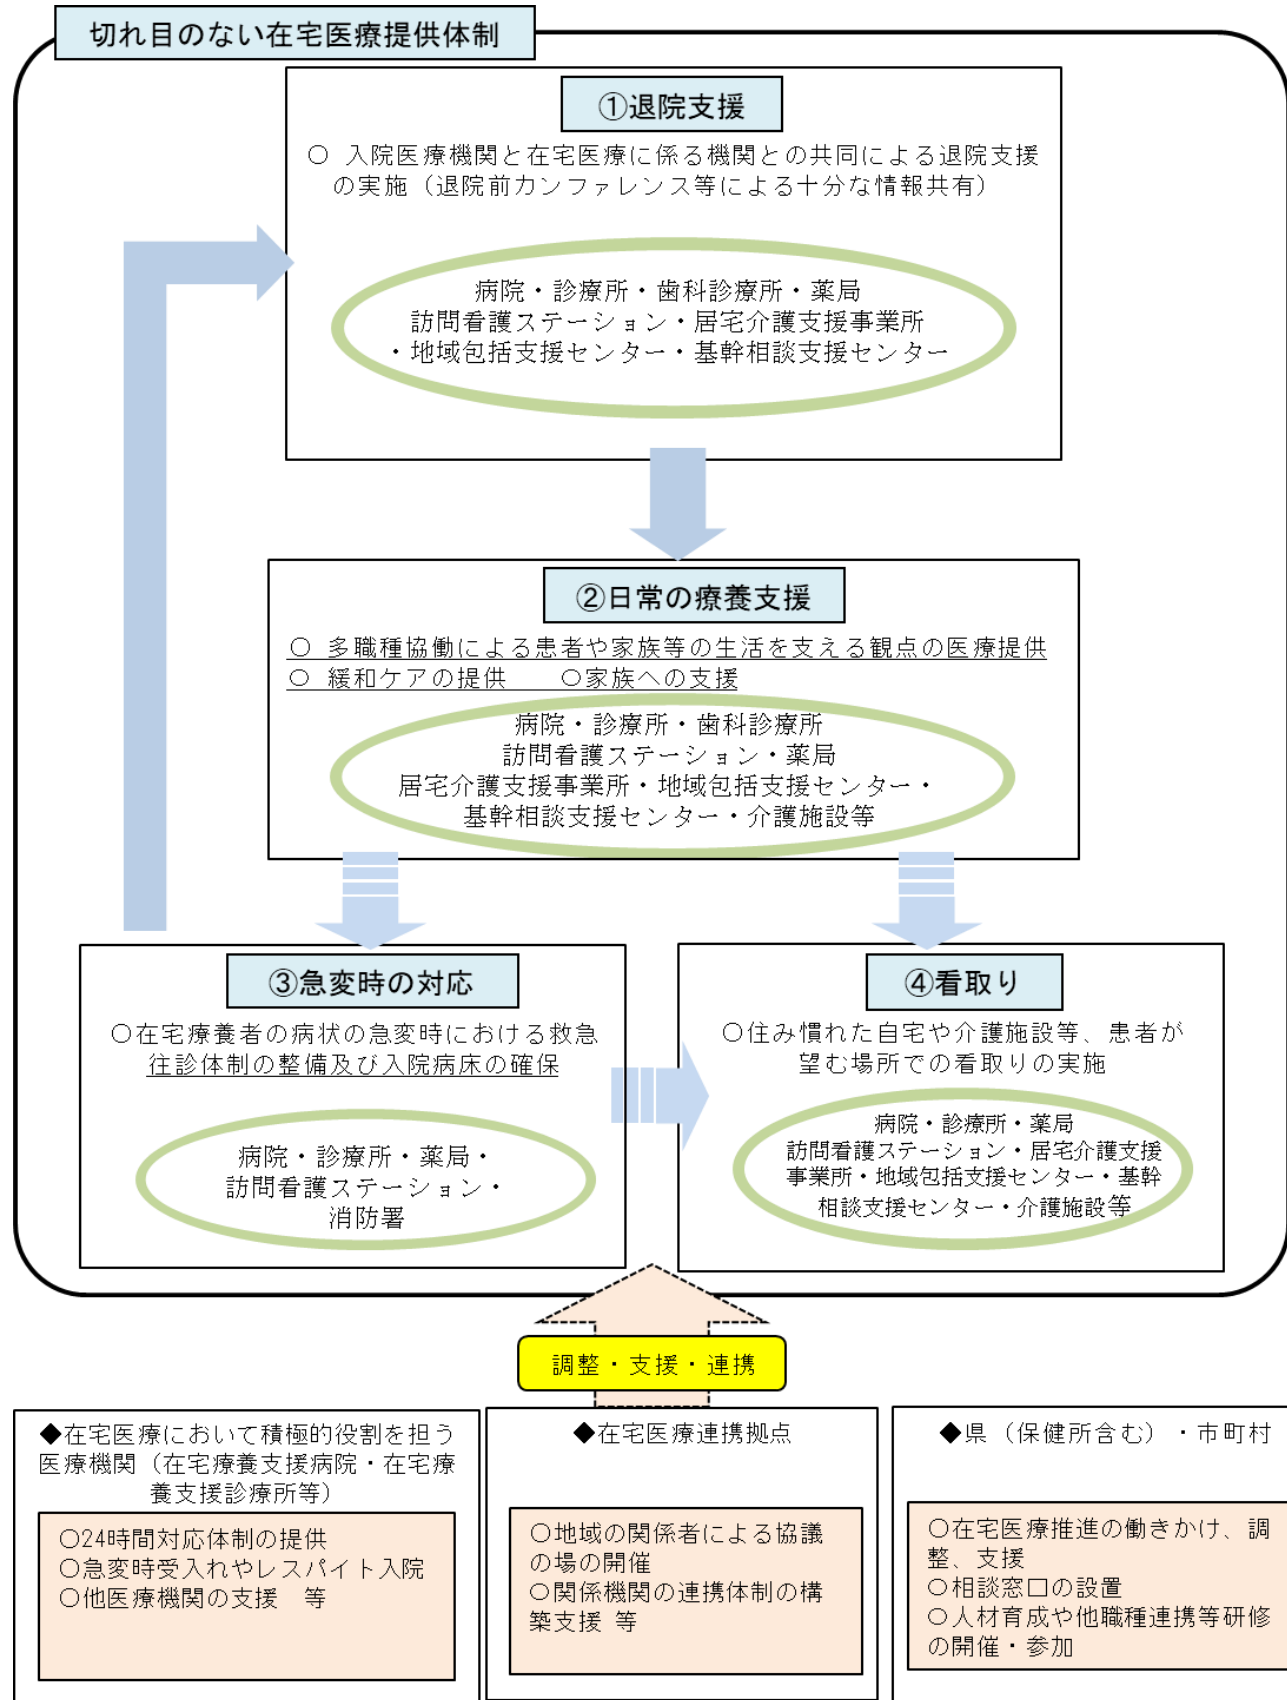 切れ目のない在宅医療提供体制
①退院支援
○ 入院医療機関と在宅医療に係る機関との共同による退院支援
の実施（退院前カンファレンス等による十分な情報共有）
病院・診療所・歯科診療所・薬局
訪問看護ステーション・居宅介護支援事業所
・地域包括支援センター・基幹相談支援センター
②日常の療養支援
○ 多職種協働による患者や家族等の生活を支える観点の医療提供
○ 緩和ケアの提供　　○家族への支援
病院・診療所・歯科診療所
訪問看護ステーション・薬局
居宅介護支援事業所・地域包括支援センター・
基幹相談支援センター・介護施設等
③急変時の対応
○在宅療養者の病状の急変時における救急
往診体制の整備及び入院病床の確保
病院・診療所・薬局・
訪問看護ステーション・
消防署
④看取り
○住み慣れた自宅や介護施設等、患者が
望む場所での看取りの実施
病院・診療所・薬局
訪問看護ステーション・居宅介護支援
事業所・地域包括支援センター・基幹
相談支援センター・介護施設等
調整・支援・連携
◆在宅医療において積極的役割を担う
医療機関（在宅療養支援病院・在宅療
養支援診療所等）
○24時間対応体制の提供
○急変時受入れやレスパイト入院
○他医療機関の支援　等
◆在宅医療連携拠点
○地域の関係者による協議
の場の開催
○関係機関の連携体制の構
築支援 等
◆県（保健所含む）・市町村
○在宅医療推進の働きかけ、調
整、支援
○相談窓口の設置
○人材育成や他職種連携等研修
の開催・参加